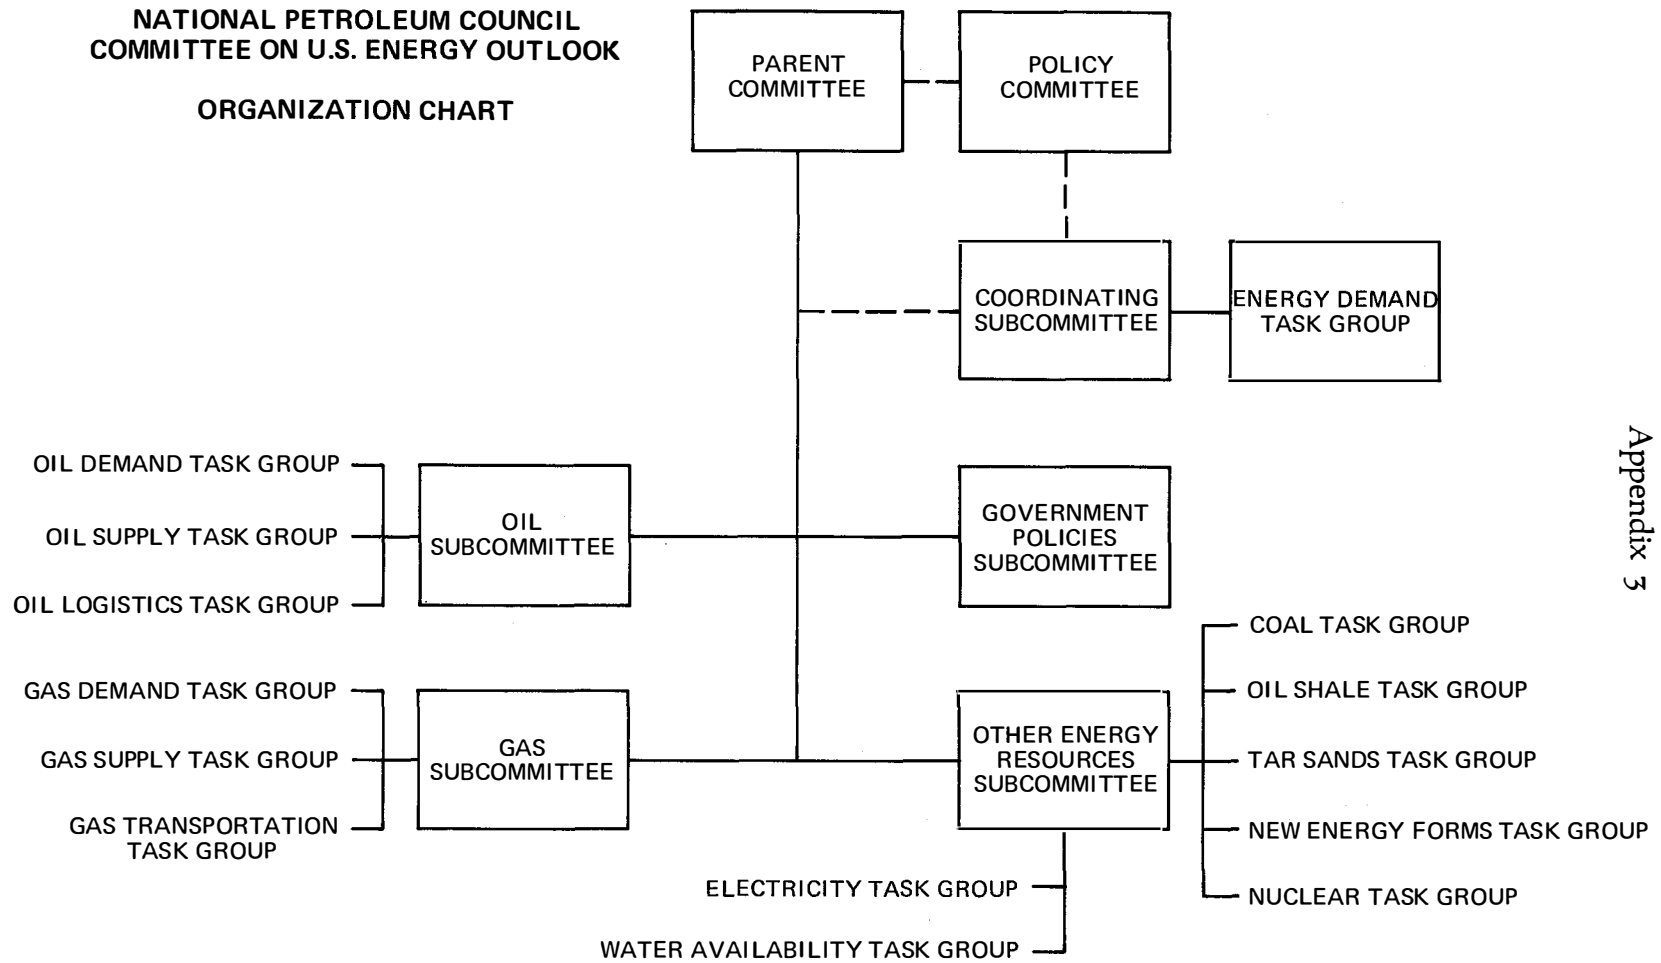 NATIONAL PETROLEUM COUNCIL
COMMITTEE ON U.S. ENERGY OUTLOOK
ORGANIZATION CHART
PARENT
COMMITTEE
POLICY
COMMITTEE
COORDINATING
SUBCOMMITTEE
ENERGY DEMAND
TASK GROUP
OIL DEMAND TASK GROUP
OIL SUPPLY TASK GROUP
OIL LOGISTICS TASK GROUP
OIL
SUBCOMMITTEE
GOVERNMENT
POLICIES
SUBCOMMITTEE
GAS DEMAND TASK GROUP
GAS SUPPLY TASK GROUP
GAS TRANSPORTATION
TASK GROUP
GAS
SUBCOMMITTEE
OTHER ENERGY
RESOURCES
SUBCOMMITTEE
COAL TASK GROUP
OIL SHALE TASK GROUP
TAR SANDS TASK GROUP
NEW ENERGY FORMS TASK GROUP
NUCLEAR TASK GROUP
ELECTRICITY TASK GROUP
WATER AVAILABILITY TASK GROUP
Appendix 3